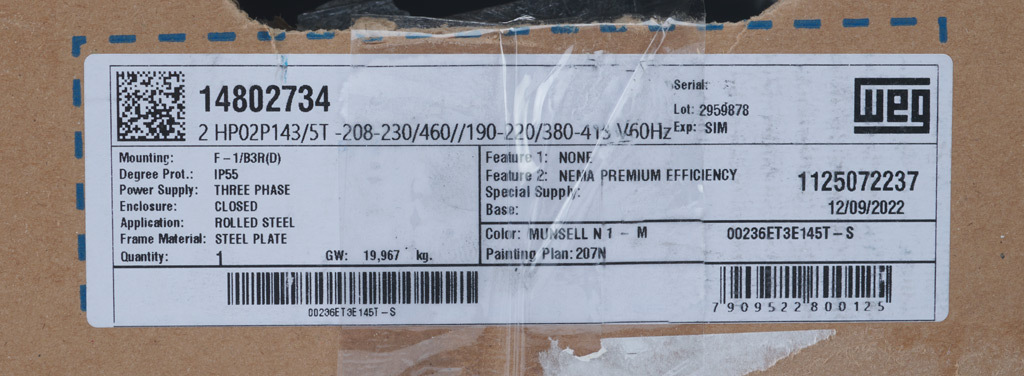 14802734
Serial:
Lot: 2959878
Exp: SIM
WEG
2 HP02P143/5T -208-230/460//190-220/380-415 V60Hz
Mounting: F-1/B3R(D)
Degree Prot.: IP55
Power Supply: THREE PHASE
Enclosure: CLOSED
Application: ROLLED STEEL
Frame Material: STEEL PLATE
Quantity: 1 GW: 19,967 kg.
Feature 1: NONE
Feature 2: NEMA PREMIUM EFFICIENCY
Special Supply:
Base:
1125072237
12/09/2022
Color: MUNSELL N 1 - M
00236ET3E145T-S
Painting Plan: 207N
00236ET3E145T-S
7909522800125